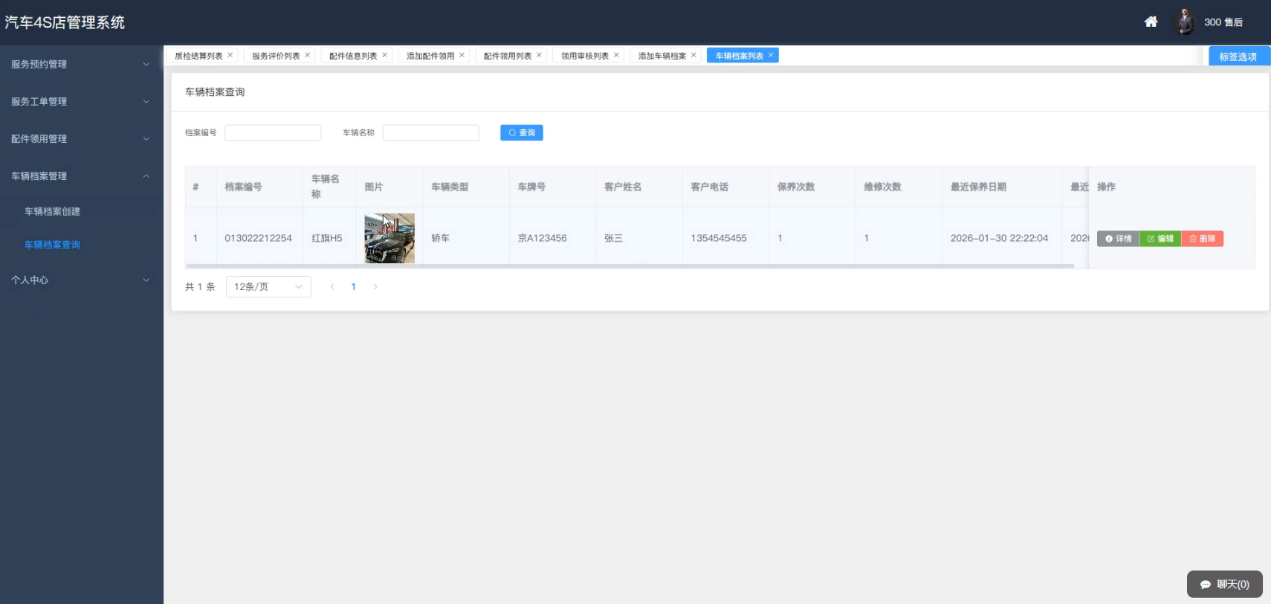 汽车4S店管理系统
300 售后
服务预约管理
服务工单管理
配件领用管理
车辆档案管理
车辆档案创建
车辆档案查询
个人中心
质检结算列表 × 服务评价列表 × 配件信息列表 × 添加配件领用 × 配件领用列表 × 领用审核列表 × 添加车辆档案 × 车辆档案列表 ×
标签选项
车辆档案查询
档案编号 车辆名称 查询
# 档案编号 车辆名称 图片 车辆类型 车牌号 客户姓名 客户电话 保养次数 维修次数 最近保养日期 最近 操作
1 013022212254 红旗H5 轿车 京A123456 张三 1354545455 1 1 2026-01-30 22:22:04 2026 详情 编辑 删除
共 1 条 12条/页 1
聊天(0)